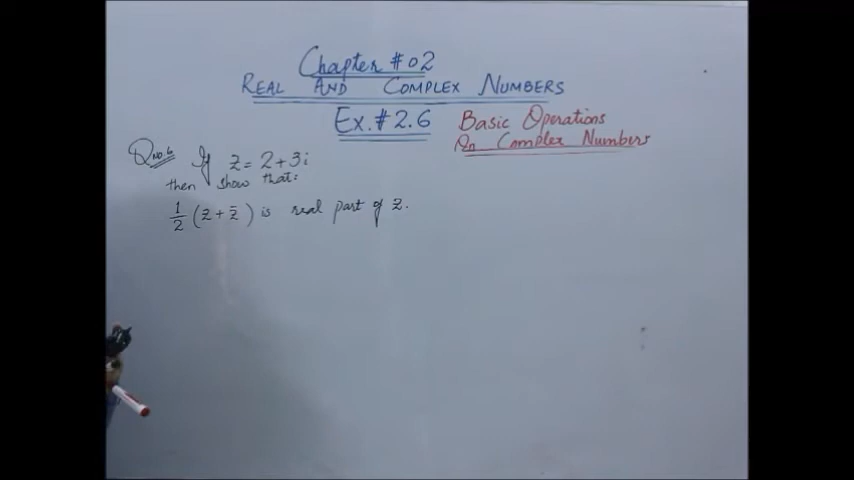 Chapter # 02
REAL AND COMPLEX NUMBERS
Ex. # 2.6 Basic Operations
On Complex Numbers
Q No. 6 If z = 2 + 3i
then show that:
1/2 (z + z̄) is real part of z.